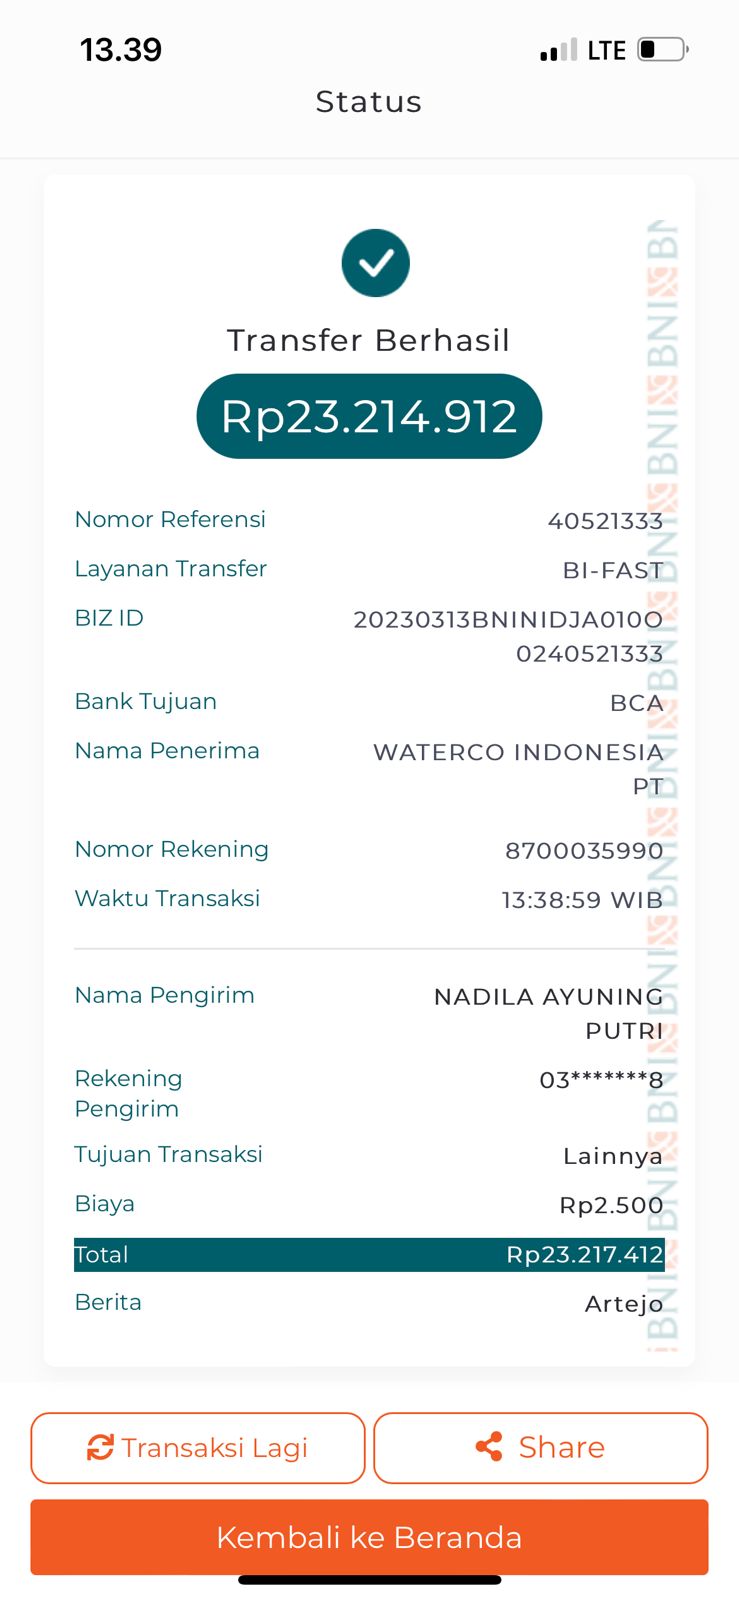 13.39
LTE
Status
Transfer Berhasil
Rp23.214.912
Nomor Referensi 40521333
Layanan Transfer BI-FAST
BIZ ID 20230313BNINIDJA010O
0240521333
Bank Tujuan BCA
Nama Penerima WATERCO INDONESIA
PT
Nomor Rekening 8700035990
Waktu Transaksi 13:38:59 WIB
Nama Pengirim NADILA AYUNING
PUTRI
Rekening 03*******8
Pengirim
Tujuan Transaksi Lainnya
Biaya Rp2.500
Total Rp23.217.412
Berita Artejo
BNI BNI BNI BNI BNI BNI BNI BNI BNI BNI BN
Transaksi Lagi
Share
Kembali ke Beranda